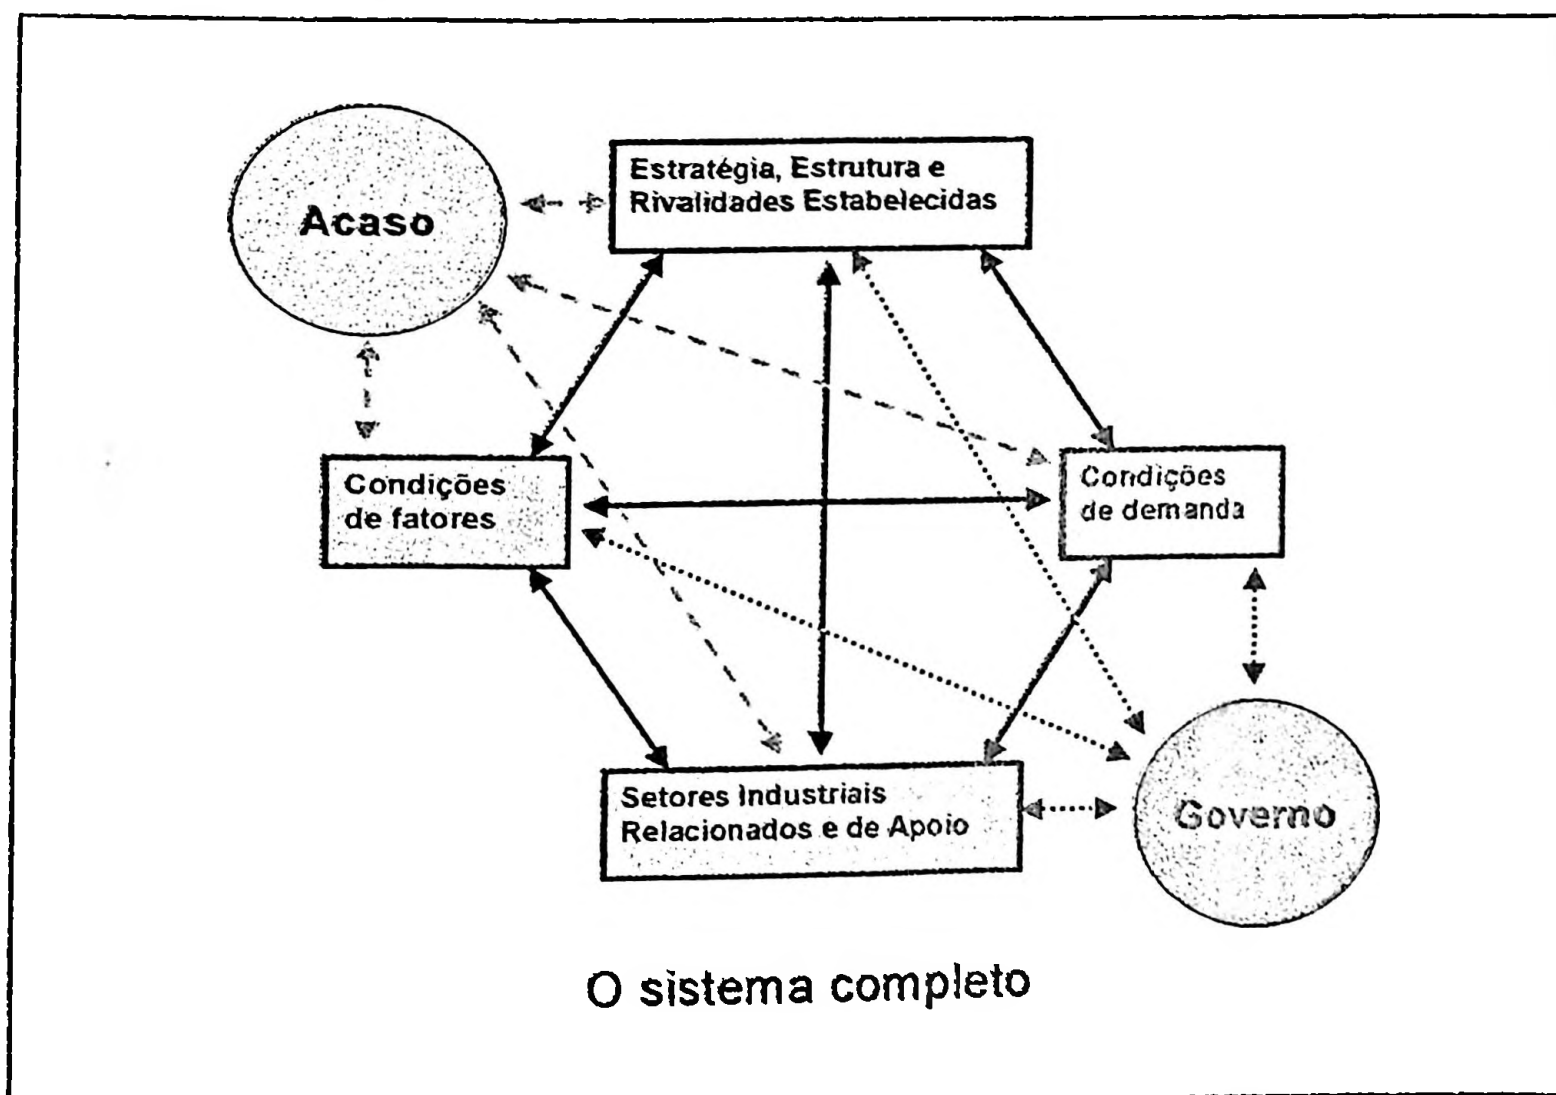 Acaso
Estratégia, Estrutura e
Rivalidades Estabelecidas
Condições
de fatores
Condições
de demanda
Setores Industriais
Relacionados e de Apoio
Governo
O sistema completo